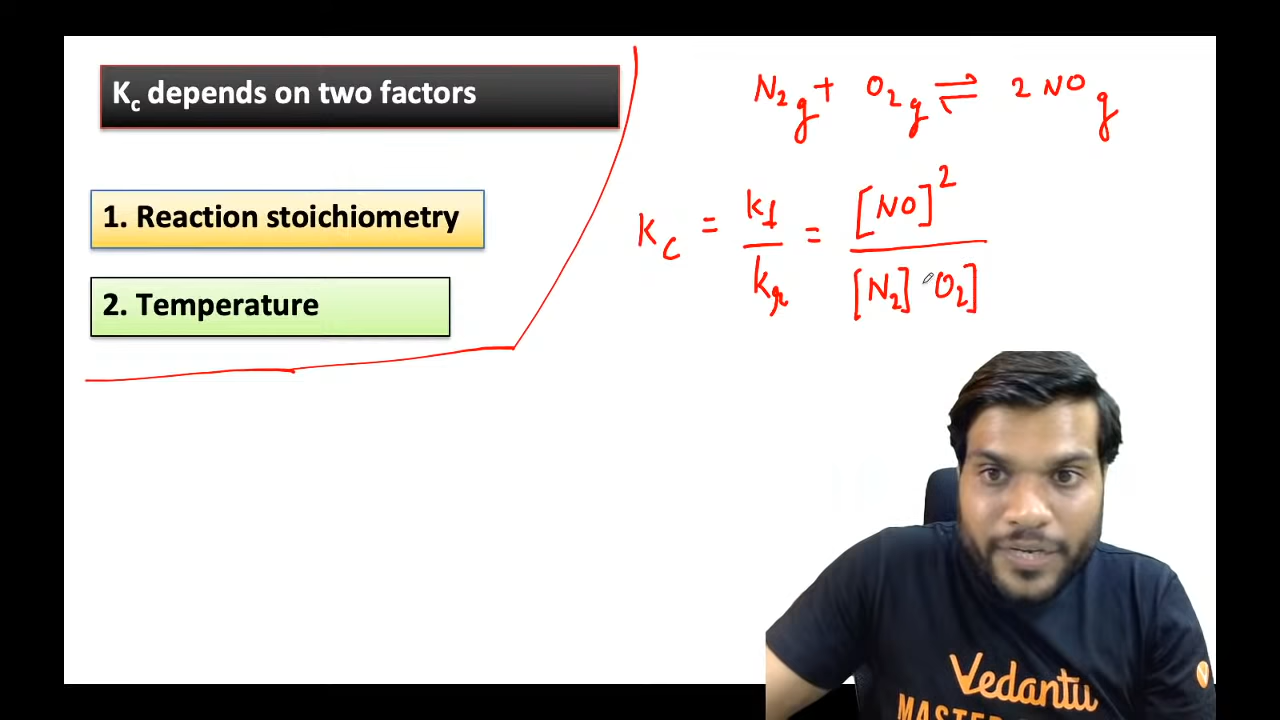 Kc depends on two factors
1. Reaction stoichiometry
2. Temperature
N₂g + O₂g ⇌ 2 NOg
Kc = kf/kr = [NO]²/[N₂] O₂]
Vedantu
MASTER